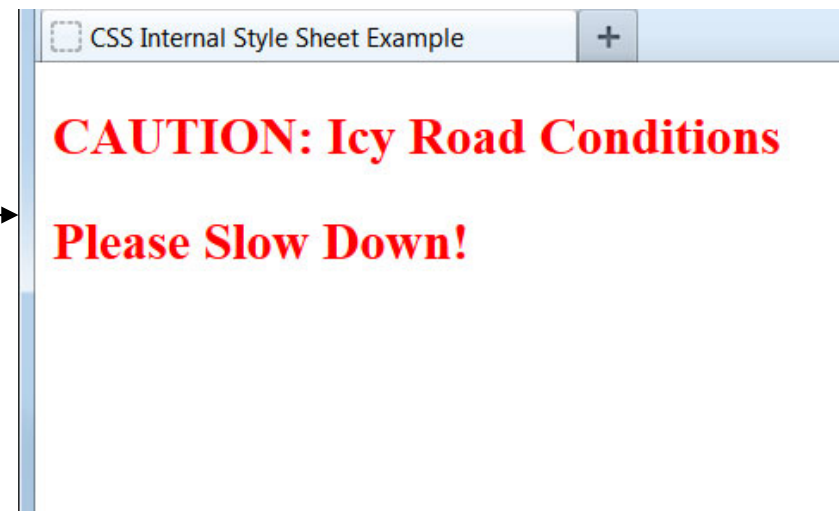 CSS Internal Style Sheet Example
CAUTION: Icy Road Conditions
Please Slow Down!